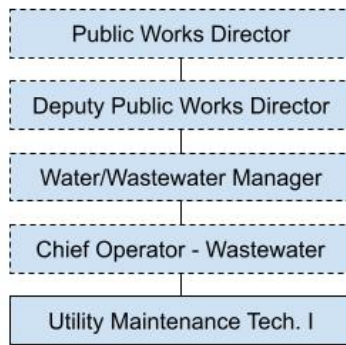 Public Works Director
Deputy Public Works Director
Water/Wastewater Manager
Chief Operator - Wastewater
Utility Maintenance Tech. I